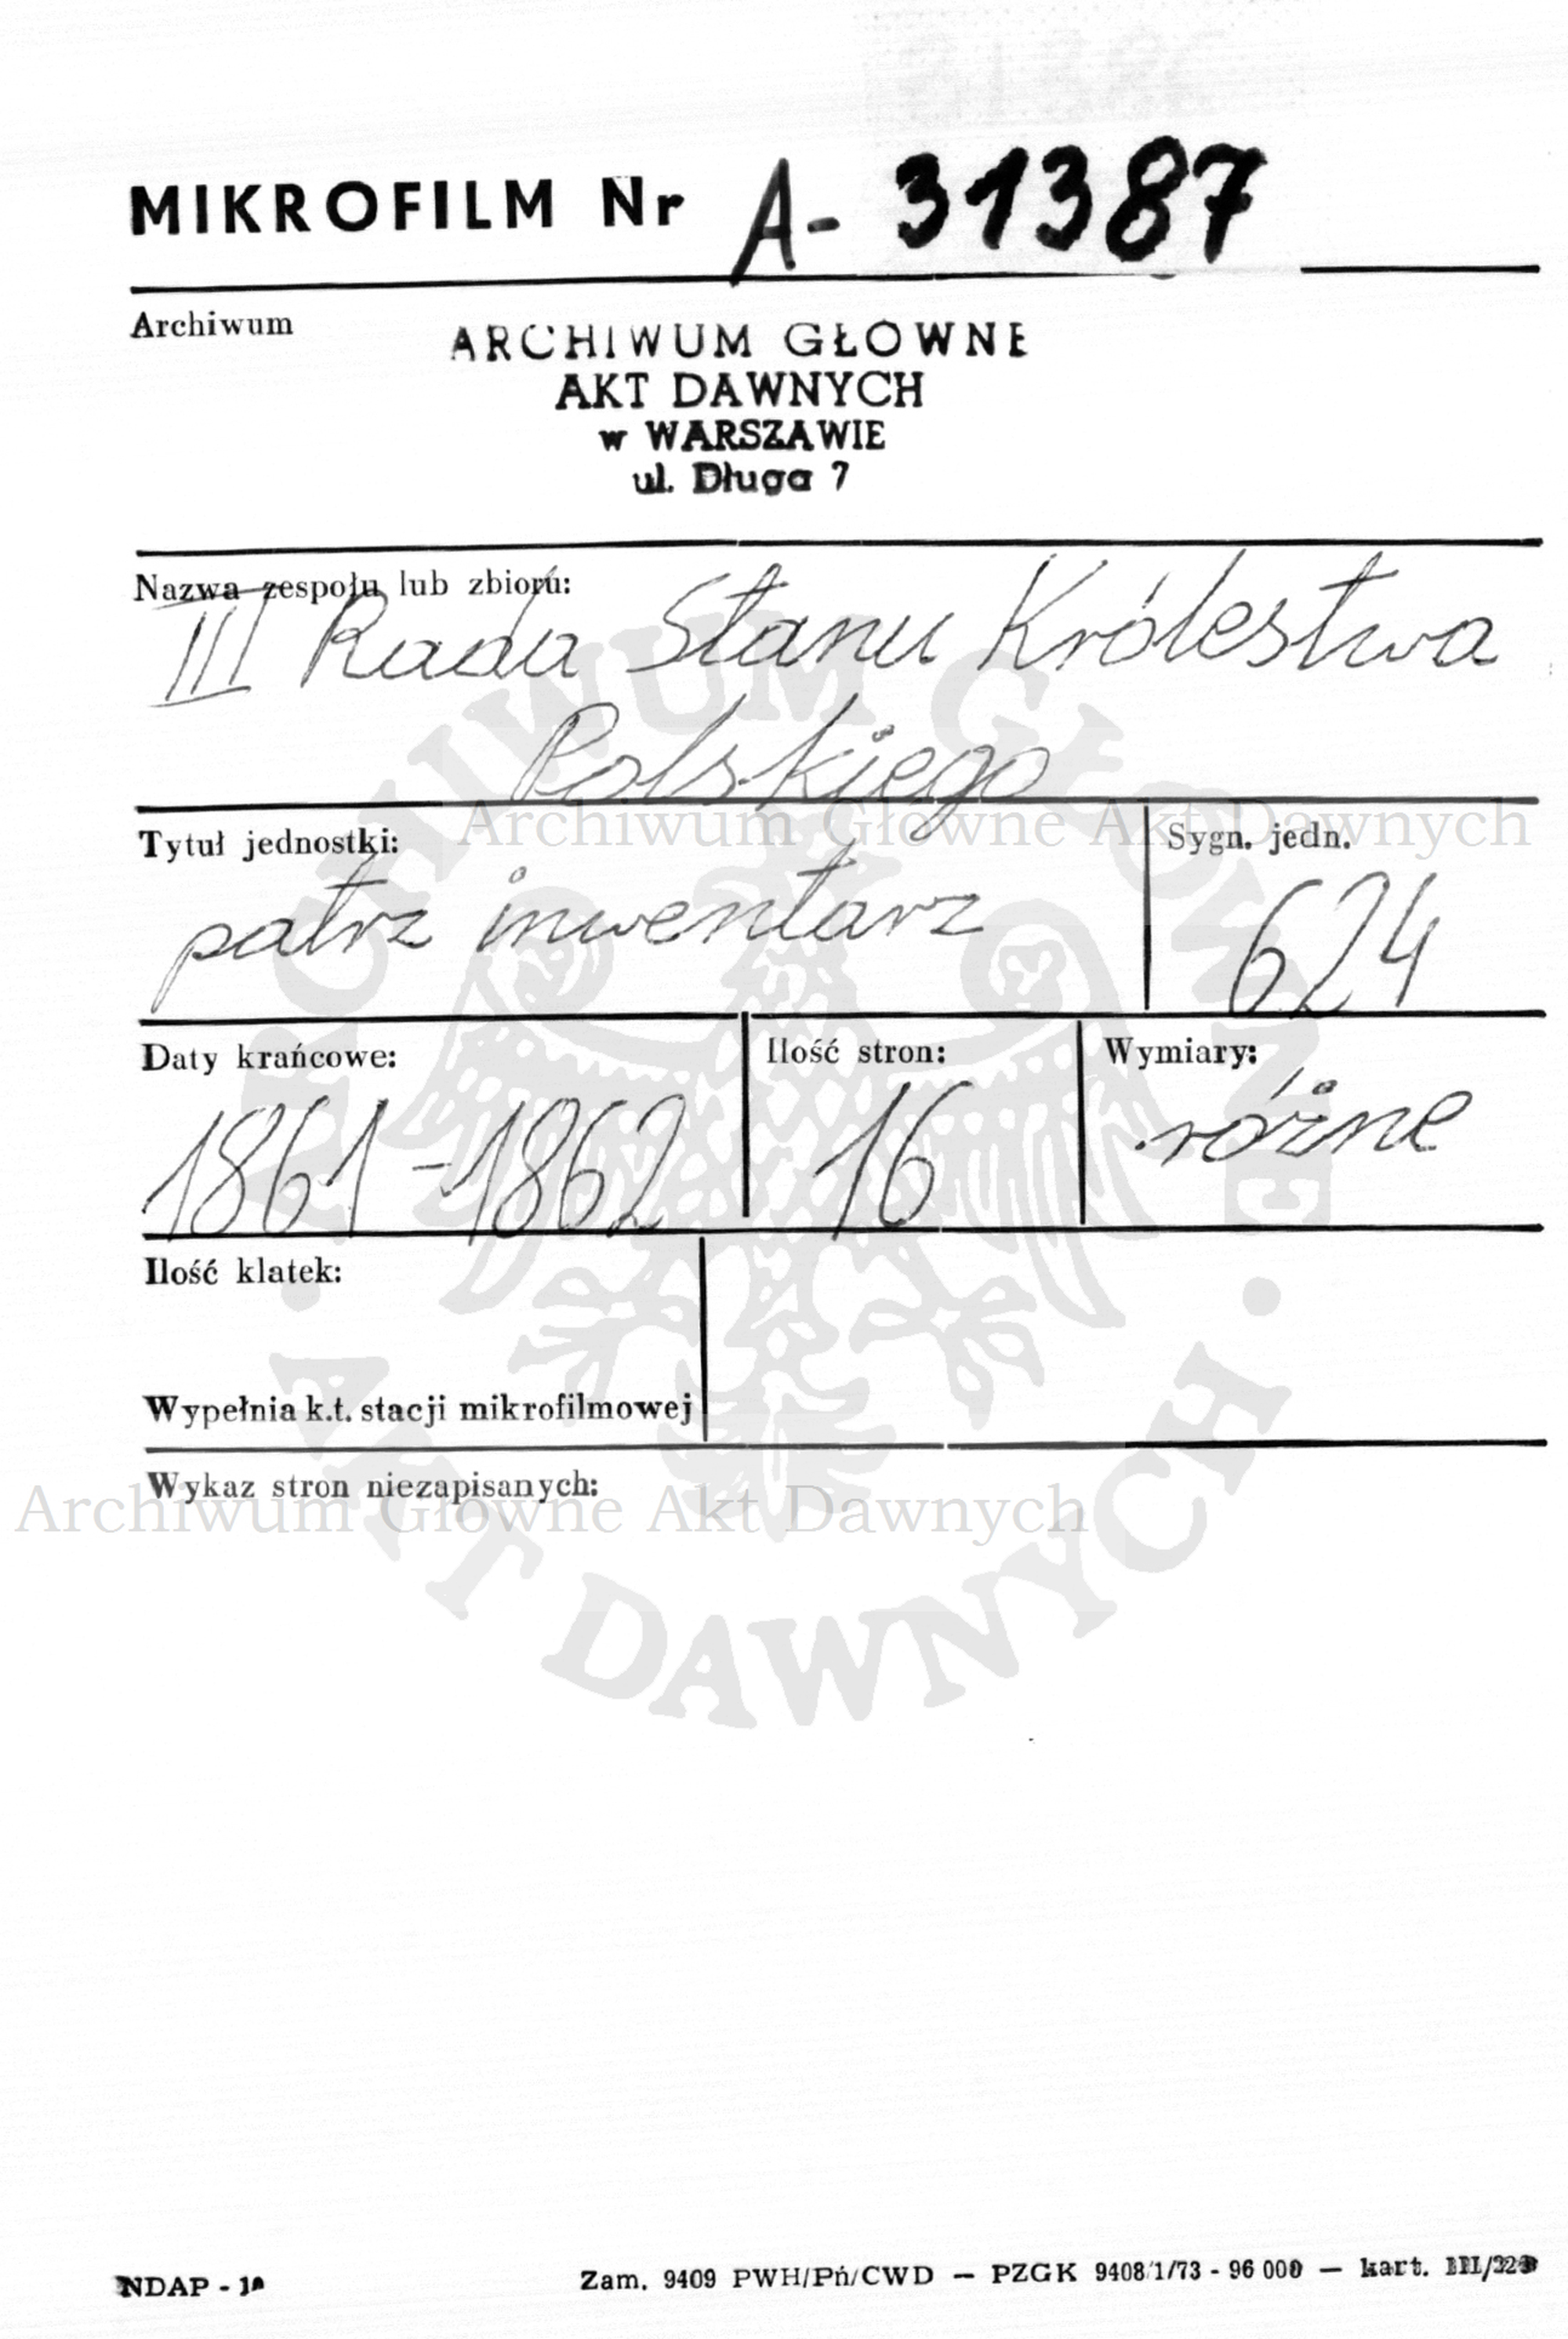 MIKROFILM Nr A- 31387
Archiwum
ARCHIWUM GŁÓWNE
AKT DAWNYCH
w WARSZAWIE
ul. Długa 7
Nazwa zespołu lub zbioru:
III Rada Stanu Królestwa
Polskiego
Archiwum Główne Akt Dawnych
Tytuł jednostki:
Sygn. jedn.
patrz inwentarz
624
Daty krańcowe:
Ilość stron:
Wymiary:
1861-1862
16
różne
Ilość klatek:
Wypełnia k.t. stacji mikrofilmowej
Wykaz stron niezapisanych:
Archiwum Główne Akt Dawnych
ARCHIWUM GŁÓWNE
AKT DAWNYCH
NDAP -
Zam. 9409 PWH/Pń/CWD — PZGK 9408/1/73 - 96 000 — kart.